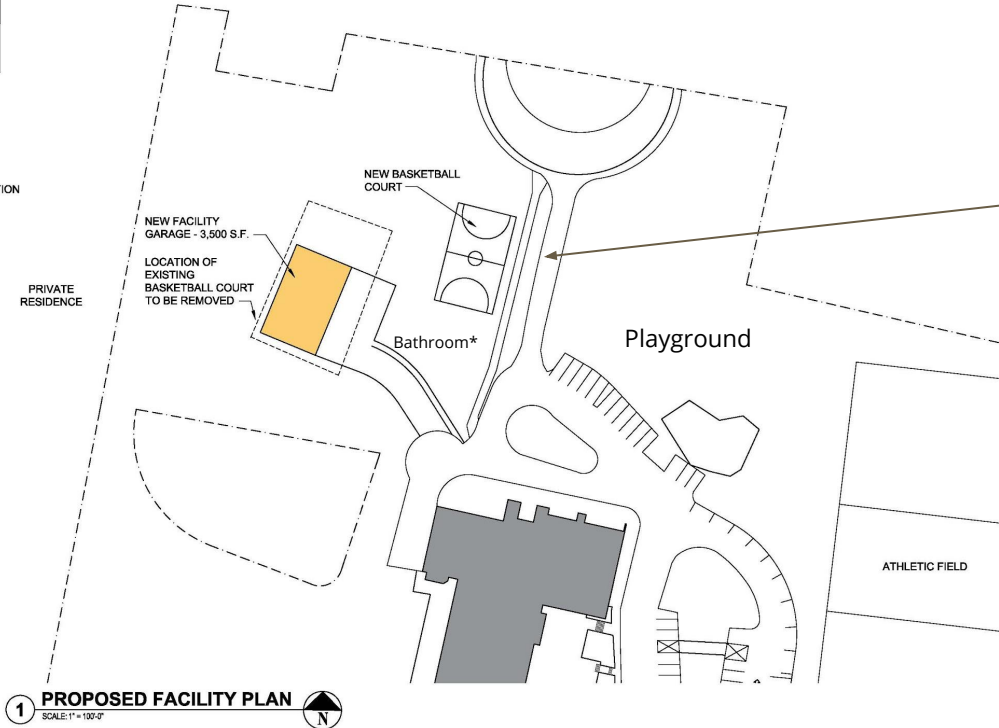 TION
NEW BASKETBALL
COURT
NEW FACILITY
GARAGE - 3,500 S.F.
LOCATION OF
EXISTING
BASKETBALL COURT
TO BE REMOVED
PRIVATE
RESIDENCE
Bathroom*
Playground
ATHLETIC FIELD
1 PROPOSED FACILITY PLAN
SCALE: 1" = 100'-0"
N